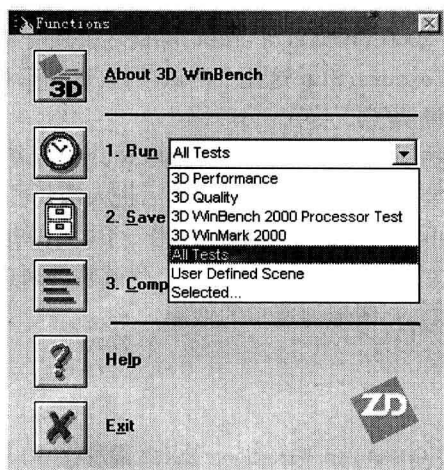 Functions
3D
About 3D WinBench
1. Run All Tests
3D Performance
3D Quality
2. Save 3D WinBench 2000 Processor Test
3D WinMark 2000
All Tests
User Defined Scene
3. Comp Selected...
Help
Exit
ZD